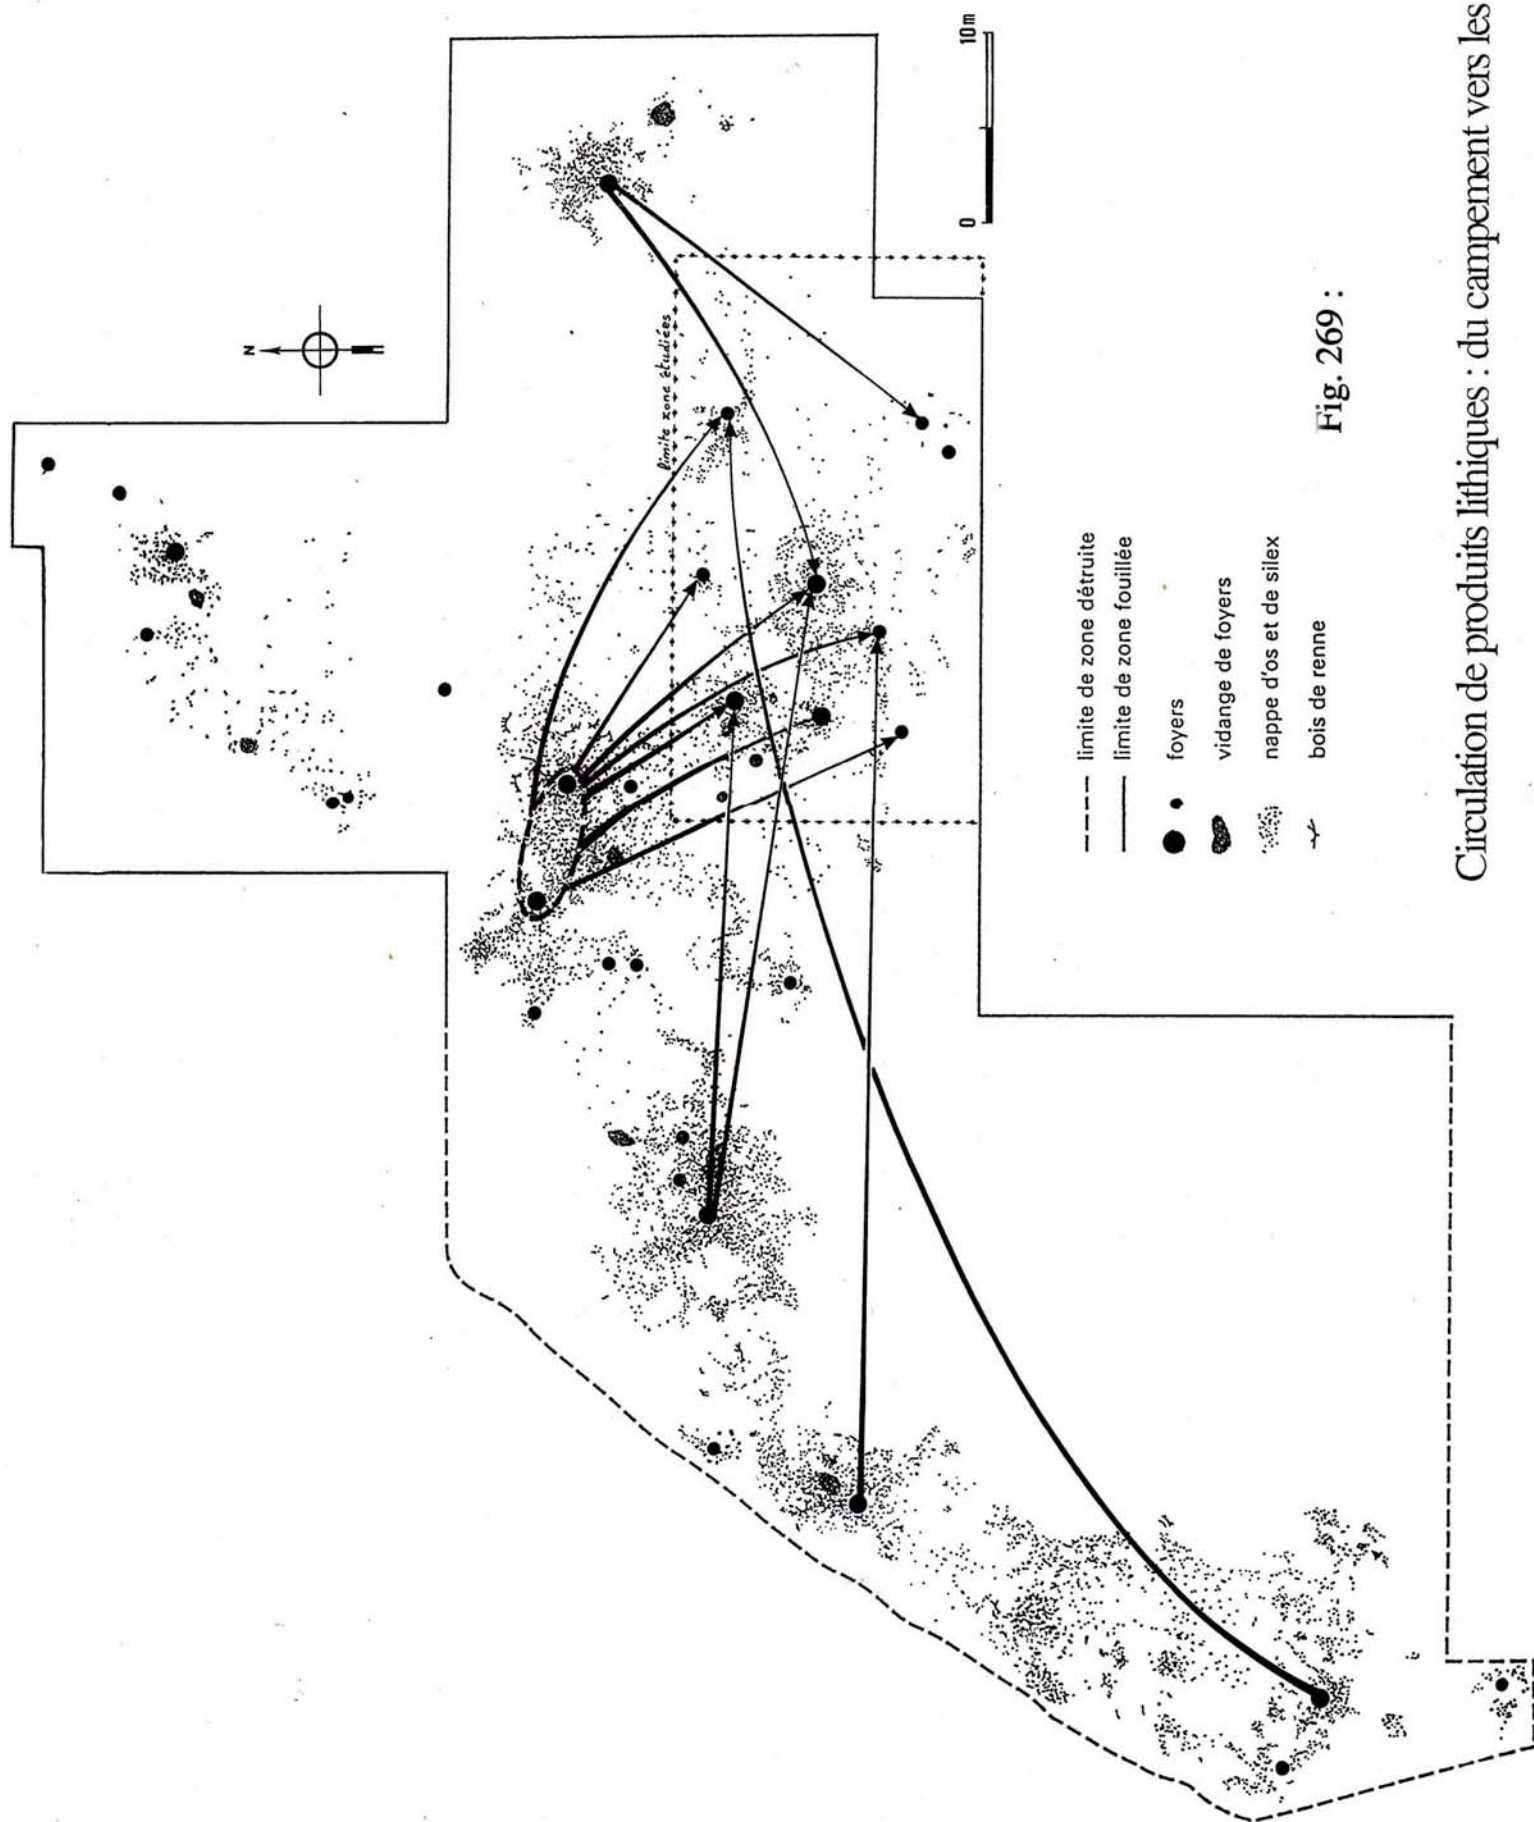 N
limite zone étudiées
0 10m
limite de zone détruite
limite de zone fouillée
foyers
vidange de foyers
nappe d'os et de silex
bois de renne
Fig. 269 :
Circulation de produits lithiques : du campement vers les